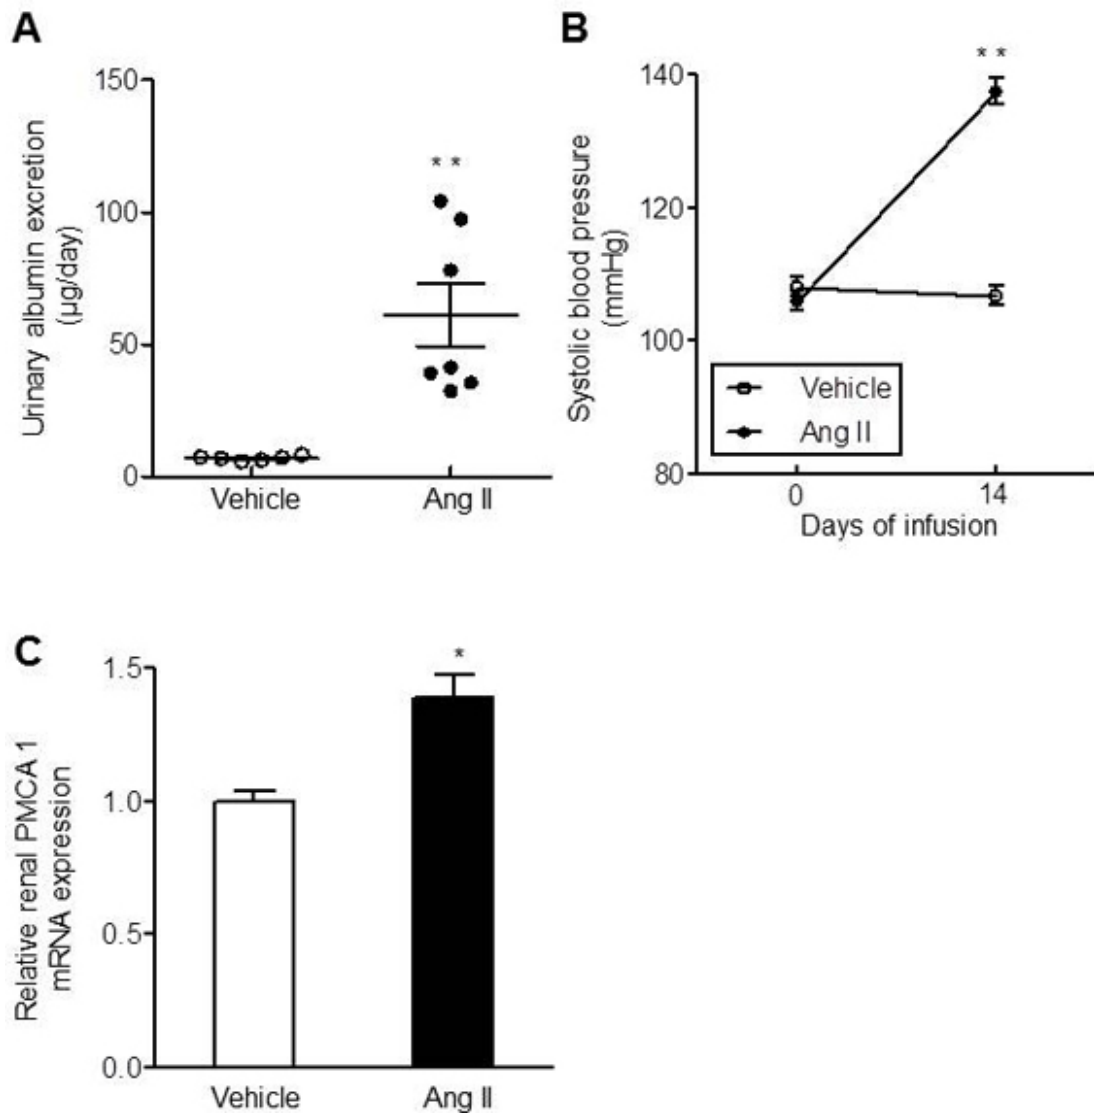 A
Urinary albumin excretion
(µg/day)
150
100
50
0
* *
Vehicle
Ang II
B
Systolic blood pressure
(mmHg)
140
120
100
80
* *
Vehicle
Ang II
0
14
Days of infusion
C
Relative renal PMCA 1
mRNA expression
1.5
1.0
0.5
0.0
*
Vehicle
Ang II